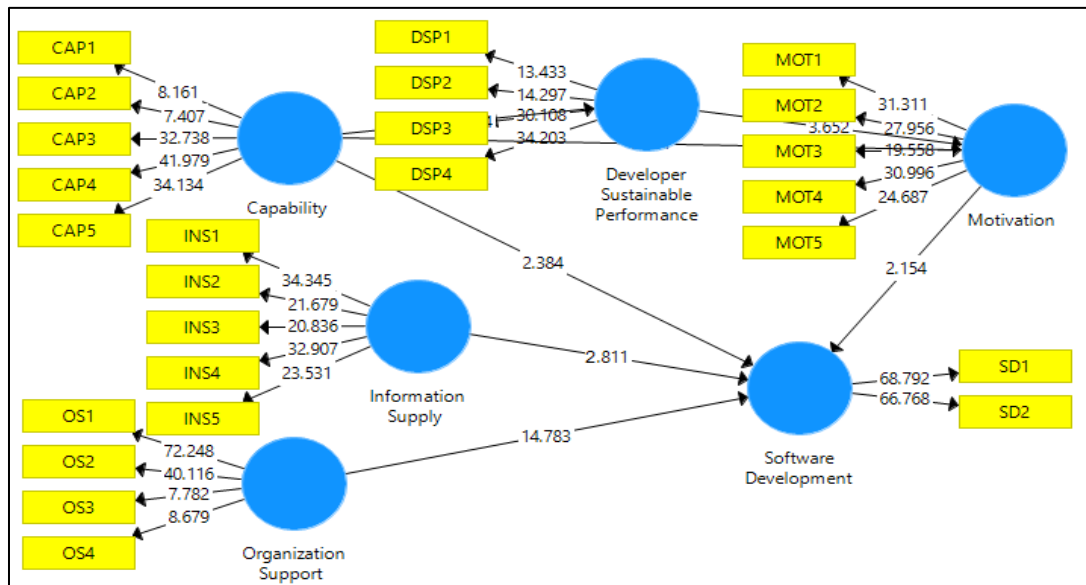 CAP1
CAP2
CAP3
CAP4
CAP5
8.161
7.407
32.738
41.979
34.134
Capability
DSP1
DSP2
DSP3
DSP4
13.433
14.297
30.108
34.203
Developer
Sustainable
Performance
3.652
MOT1
MOT2
MOT3
MOT4
MOT5
31.311
27.956
19.558
30.996
24.687
Motivation
INS1
INS2
INS3
INS4
INS5
34.345
21.679
20.836
32.907
23.531
Information
Supply
2.384
2.154
2.811
14.783
OS1
OS2
OS3
OS4
72.248
40.116
7.782
8.679
Organization
Support
Software
Development
68.792
66.768
SD1
SD2